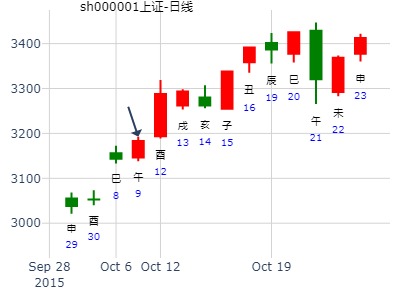 sh000001上证-日线
3400
3300
3200
3100
3000
申
29
酉
30
巳
8
午
9
酉
12
戌
13
亥
14
子
15
丑
16
辰
19
巳
20
午
21
未
22
申
23
Sep 28
2015
Oct 6
Oct 12
Oct 19